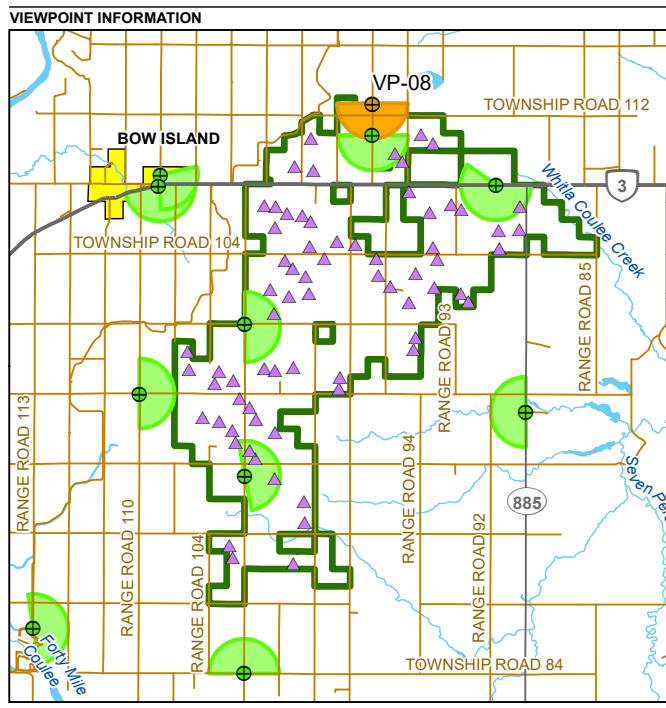 VIEWPOINT INFORMATION
VP-08
TOWNSHIP ROAD 112
BOW ISLAND
3
Whitla Coulee Creek
TOWNSHIP ROAD 104
RANGE ROAD 85
RANGE ROAD 93
RANGE ROAD 113
RANGE ROAD 94
RANGE ROAD 110
RANGE ROAD 104
RANGE ROAD 92
885
Seven Per
Forty Mile
Coulee
TOWNSHIP ROAD 84